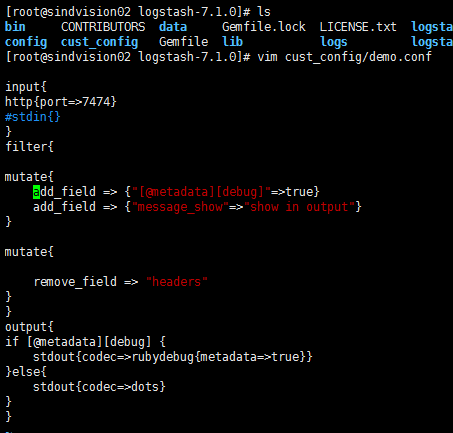 [root@sindvision02 logstash-7.1.0]# ls
bin CONTRIBUTORS data Gemfile.lock LICENSE.txt logsta
config cust_config Gemfile lib logs logsta
[root@sindvision02 logstash-7.1.0]# vim cust_config/demo.conf
input{
http{port=>7474}
#stdin{}
}
filter{
mutate{
add_field => {"[@metadata][debug]"=>true}
add_field => {"message_show"=>"show in output"}
}
mutate{
remove_field => "headers"
}
}
output{
if [@metadata][debug] {
stdout{codec=>rubydebug{metadata=>true}}
}else{
stdout{codec=>dots}
}
}